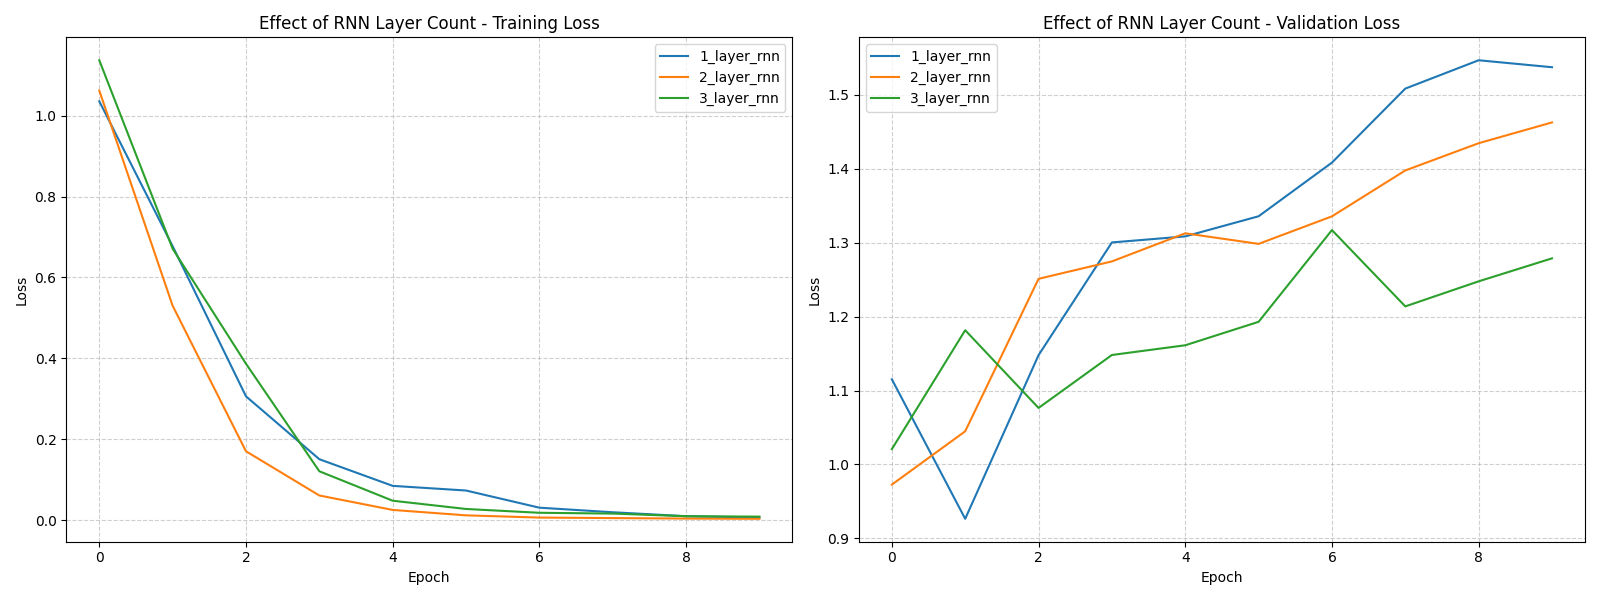 Effect of RNN Layer Count - Training Loss
1_layer_rnn
2_layer_rnn
3_layer_rnn
1.0
0.8
0.6
0.4
0.2
0.0
Loss
0 2 4 6 8
Epoch
Effect of RNN Layer Count - Validation Loss
1_layer_rnn
2_layer_rnn
3_layer_rnn
1.5
1.4
1.3
1.2
1.1
1.0
0.9
Loss
0 2 4 6 8
Epoch